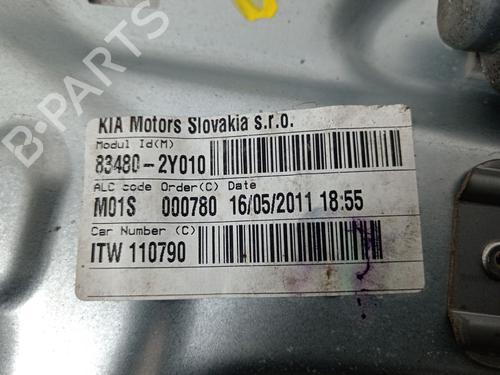 KIA Motors Slovakia s.r.o.
Modul Id(M)
83480-2Y010
ALC code Order(C) Date
M01S 000780 16/05/2011 18:55
Car Number (C)
ITW 110790
B-PARTS